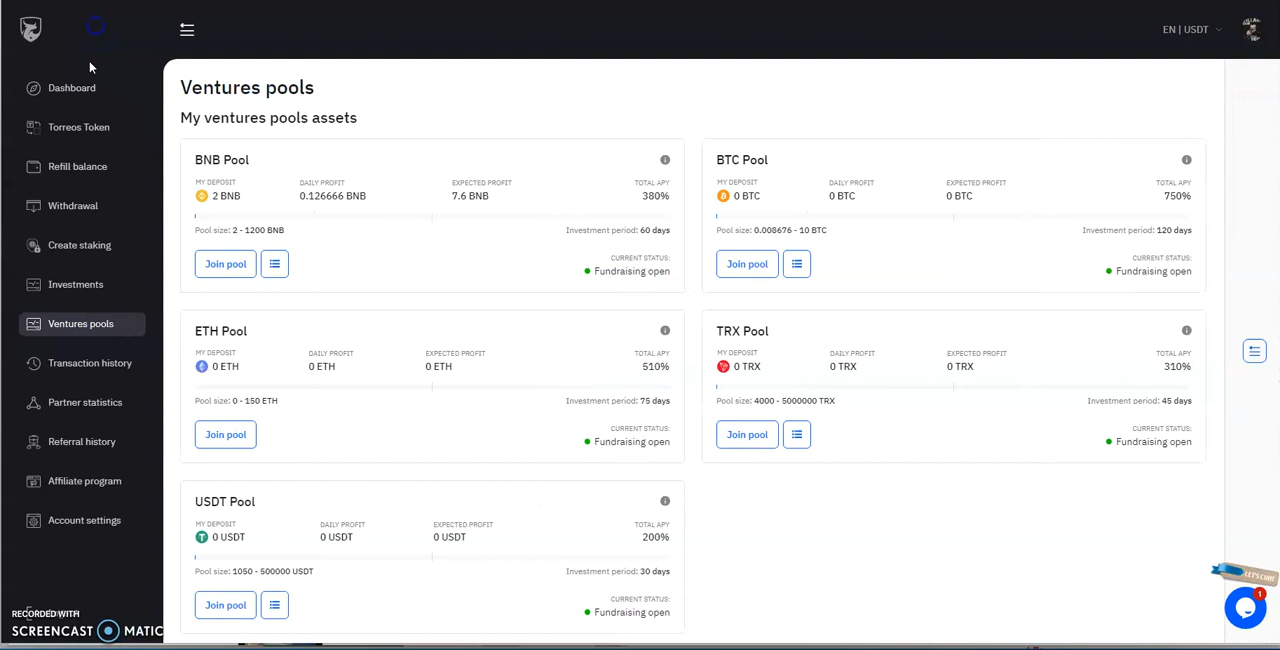 EN | USDT
Dashboard
Torreos Token
Refill balance
Withdrawal
Create staking
Investments
Ventures pools
Transaction history
Partner statistics
Referral history
Affiliate program
Account settings
RECORDED WITH
SCREENCAST MATIC
Ventures pools
My ventures pools assets
BNB Pool
MY DEPOSIT DAILY PROFIT EXPECTED PROFIT TOTAL APY
2 BNB 0.126666 BNB 7.6 BNB 380%
Pool size: 2 - 1200 BNB Investment period: 60 days
CURRENT STATUS:
Join pool Fundraising open
BTC Pool
MY DEPOSIT DAILY PROFIT EXPECTED PROFIT TOTAL APY
0 BTC 0 BTC 0 BTC 750%
Pool size: 0.008676 - 10 BTC Investment period: 120 days
CURRENT STATUS:
Join pool Fundraising open
ETH Pool
MY DEPOSIT DAILY PROFIT EXPECTED PROFIT TOTAL APY
0 ETH 0 ETH 0 ETH 510%
Pool size: 0 - 150 ETH Investment period: 75 days
CURRENT STATUS:
Join pool Fundraising open
TRX Pool
MY DEPOSIT DAILY PROFIT EXPECTED PROFIT TOTAL APY
0 TRX 0 TRX 0 TRX 310%
Pool size: 4000 - 5000000 TRX Investment period: 45 days
CURRENT STATUS:
Join pool Fundraising open
USDT Pool
MY DEPOSIT DAILY PROFIT EXPECTED PROFIT TOTAL APY
0 USDT 0 USDT 0 USDT 200%
Pool size: 1050 - 500000 USDT Investment period: 30 days
CURRENT STATUS:
Join pool Fundraising open
LET'S CHAT
1